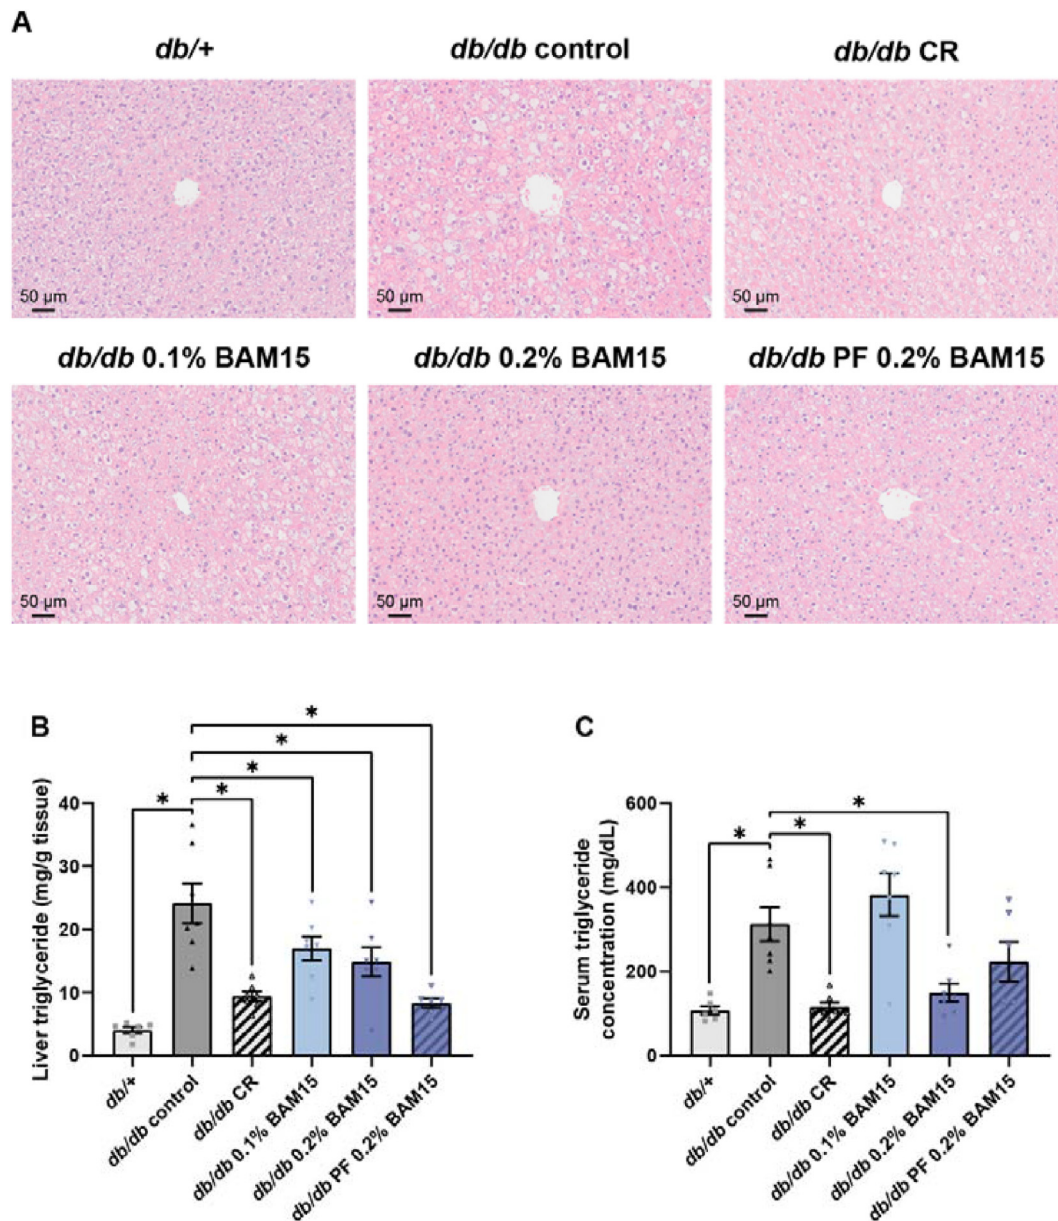 A
db/+
db/db control
db/db CR
50 µm
50 µm
50 µm
db/db 0.1% BAM15
db/db 0.2% BAM15
db/db PF 0.2% BAM15
50 µm
50 µm
50 µm
B
Liver triglyceride (mg/g tissue)
40
30
20
10
0
*
*
*
*
*
db/+
db/db control
db/db CR
db/db 0.1% BAM15
db/db 0.2% BAM15
db/db PF 0.2% BAM15
C
Serum triglyceride
concentration (mg/dL)
600
400
200
0
*
*
*
db/+
db/db control
db/db CR
db/db 0.1% BAM15
db/db 0.2% BAM15
db/db PF 0.2% BAM15